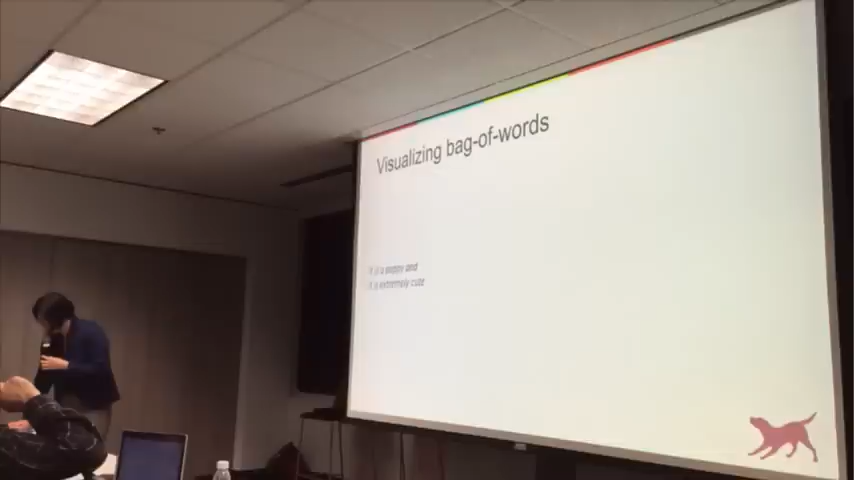 Visualizing bag-of-words
it is a puppy and
it is extremely cute